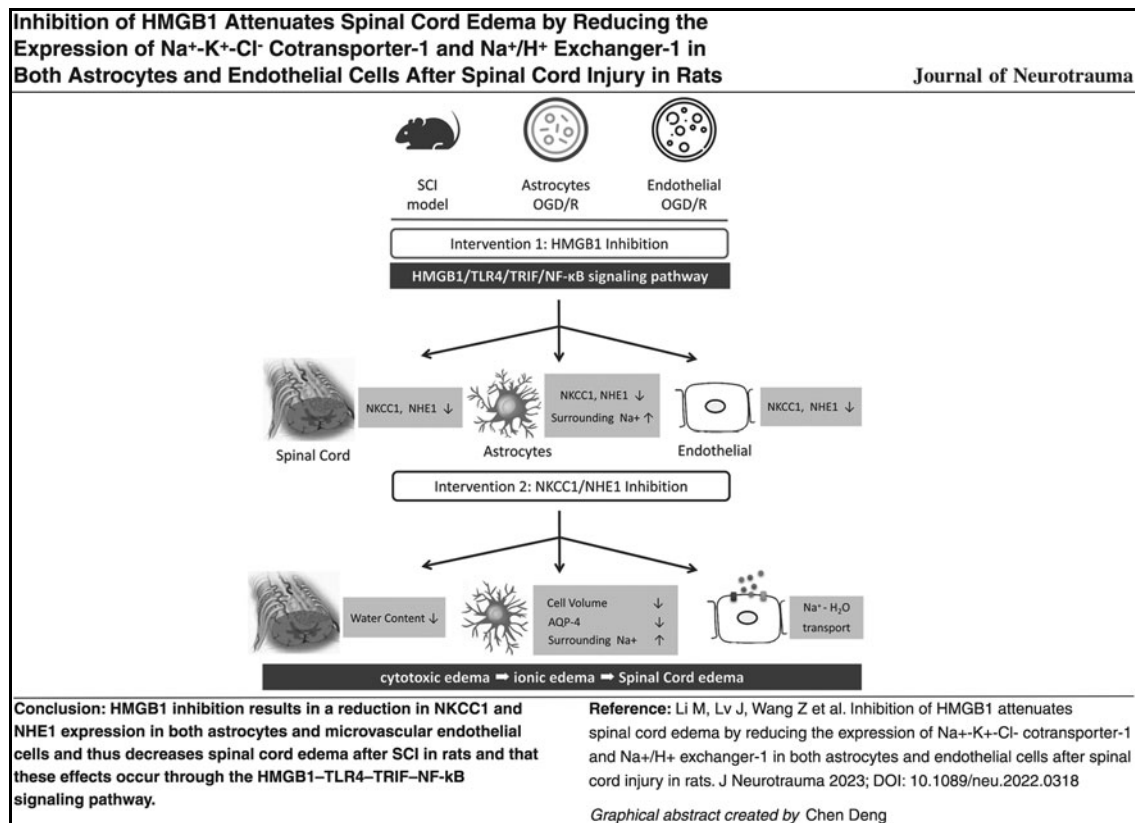 Inhibition of HMGB1 Attenuates Spinal Cord Edema by Reducing the
Expression of Na+-K+-Cl- Cotransporter-1 and Na+/H+ Exchanger-1 in
Both Astrocytes and Endothelial Cells After Spinal Cord Injury in Rats
Journal of Neurotrauma
SCI
model
Astrocytes
OGD/R
Endothelial
OGD/R
Intervention 1: HMGB1 Inhibition
HMGB1/TLR4/TRIF/NF-κB signaling pathway
NKCC1, NHE1 ↓
Spinal Cord
NKCC1, NHE1 ↓
Surrounding Na+ ↑
Astrocytes
NKCC1, NHE1 ↓
Endothelial
Intervention 2: NKCC1/NHE1 Inhibition
Water Content ↓
Cell Volume ↓
AQP-4 ↓
Surrounding Na+ ↑
Na⁺ - H₂O
transport
cytotoxic edema ➡ ionic edema ➡ Spinal Cord edema
Conclusion: HMGB1 inhibition results in a reduction in NKCC1 and
NHE1 expression in both astrocytes and microvascular endothelial
cells and thus decreases spinal cord edema after SCI in rats and that
these effects occur through the HMGB1–TLR4–TRIF–NF-kB
signaling pathway.
Reference: Li M, Lv J, Wang Z et al. Inhibition of HMGB1 attenuates
spinal cord edema by reducing the expression of Na+-K+-Cl- cotransporter-1
and Na+/H+ exchanger-1 in both astrocytes and endothelial cells after spinal
cord injury in rats. J Neurotrauma 2023; DOI: 10.1089/neu.2022.0318
Graphical abstract created by Chen Deng